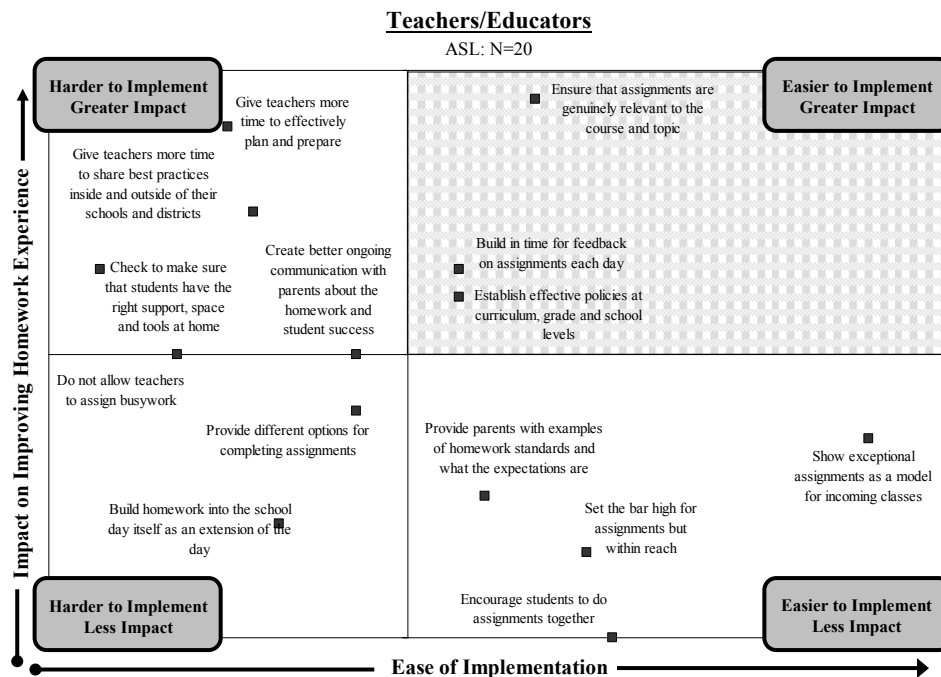 Teachers/Educators
ASL: N=20
Harder to Implement
Greater Impact
Easier to Implement
Greater Impact
Give teachers more
time to effectively
plan and prepare
Ensure that assignments are
genuinely relevant to the
course and topic
Give teachers more time
to share best practices
inside and outside of their
schools and districts
Check to make sure
that students have the
right support, space
and tools at home
Create better ongoing
communication with
parents about the
homework and
student success
Build in time for feedback
on assignments each day
Establish effective policies at
curriculum, grade and school
levels
Do not allow teachers
to assign busywork
Provide different options for
completing assignments
Build homework into the school
day itself as an extension of the
day
Provide parents with examples
of homework standards and
what the expectations are
Show exceptional
assignments as a model
for incoming classes
Set the bar high for
assignments but
within reach
Encourage students to do
assignments together
Harder to Implement
Less Impact
Easier to Implement
Less Impact
Impact on Improving Homework Experience
Ease of Implementation